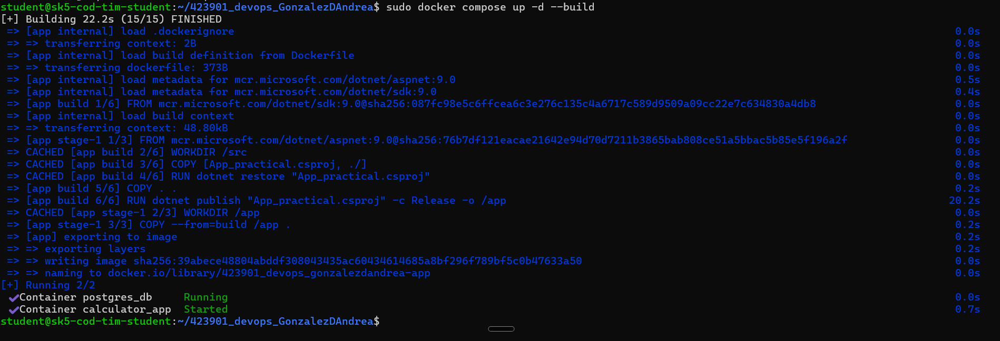 student@sk5-cod-tim-student:~/423901_devops_GonzalezDAndrea$ sudo docker compose up -d --build
[+] Building 22.2s (15/15) FINISHED
=> [app internal] load .dockerignore 0.0s
=> => transferring context: 2B 0.0s
=> [app internal] load build definition from Dockerfile 0.0s
=> => transferring dockerfile: 373B 0.0s
=> [app internal] load metadata for mcr.microsoft.com/dotnet/aspnet:9.0 0.5s
=> [app internal] load metadata for mcr.microsoft.com/dotnet/sdk:9.0 0.4s
=> [app build 1/6] FROM mcr.microsoft.com/dotnet/sdk:9.0@sha256:087fc98e5c6ffcea6c3e276c135c4a6717c589d9509a09cc22e7c634830a4db8 0.0s
=> [app internal] load build context 0.0s
=> => transferring context: 48.80kB 0.0s
=> [app stage-1 1/3] FROM mcr.microsoft.com/dotnet/aspnet:9.0@sha256:76b7df121eacae21642e94d70d7211b3865bab808ce51a5bbac5b85e5f196a2f 0.0s
=> CACHED [app build 2/6] WORKDIR /src 0.0s
=> CACHED [app build 3/6] COPY [App_practical.csproj, ./] 0.0s
=> CACHED [app build 4/6] RUN dotnet restore "App_practical.csproj" 0.0s
=> [app build 5/6] COPY . . 0.2s
=> [app build 6/6] RUN dotnet publish "App_practical.csproj" -c Release -o /app 20.2s
=> CACHED [app stage-1 2/3] WORKDIR /app 0.0s
=> [app stage-1 3/3] COPY --from=build /app . 0.2s
=> [app] exporting to image 0.2s
=> => exporting layers 0.2s
=> => writing image sha256:39abece48804abddf308043435ac60434614685a8bf296f789bf5c0b47633a50 0.0s
=> => naming to docker.io/library/423901_devops_gonzalezdandrea-app 0.0s
[+] Running 2/2
✔Container postgres_db Running 0.0s
✔Container calculator_app Started 0.7s
student@sk5-cod-tim-student:~/423901_devops_GonzalezDAndrea$